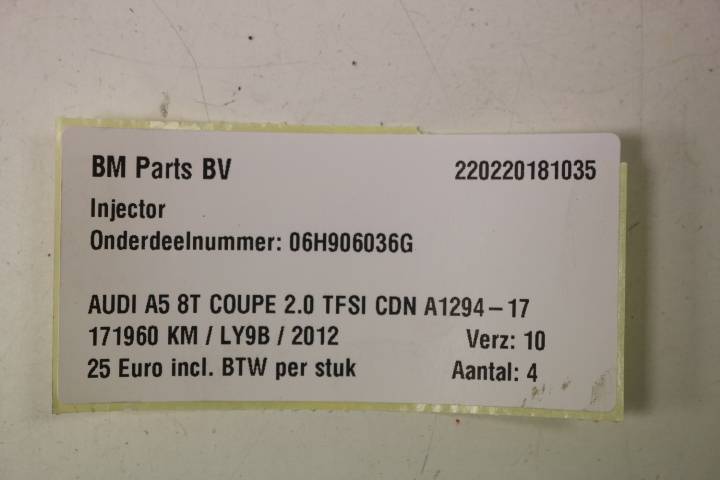 BM Parts BV 220220181035
Injector
Onderdeelnummer: 06H906036G
AUDI A5 8T COUPE 2.0 TFSI CDN A1294-17
171960 KM / LY9B / 2012 Verz: 10
25 Euro incl. BTW per stuk Aantal: 4